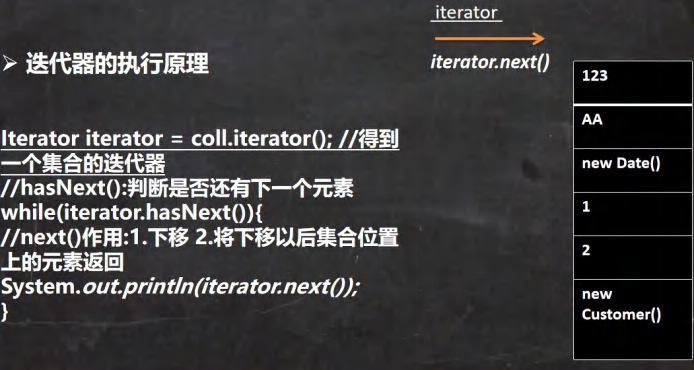 iterator
➢ 迭代器的执行原理
iterator.next()
123
AA
new Date()
1
2
new
Customer()
Iterator iterator = coll.iterator(); //得到
一个集合的迭代器
//hasNext():判断是否还有下一个元素
while(iterator.hasNext()){
//next()作用:1.下移 2.将下移以后集合位置
上的元素返回
System.out.println(iterator.next());
}